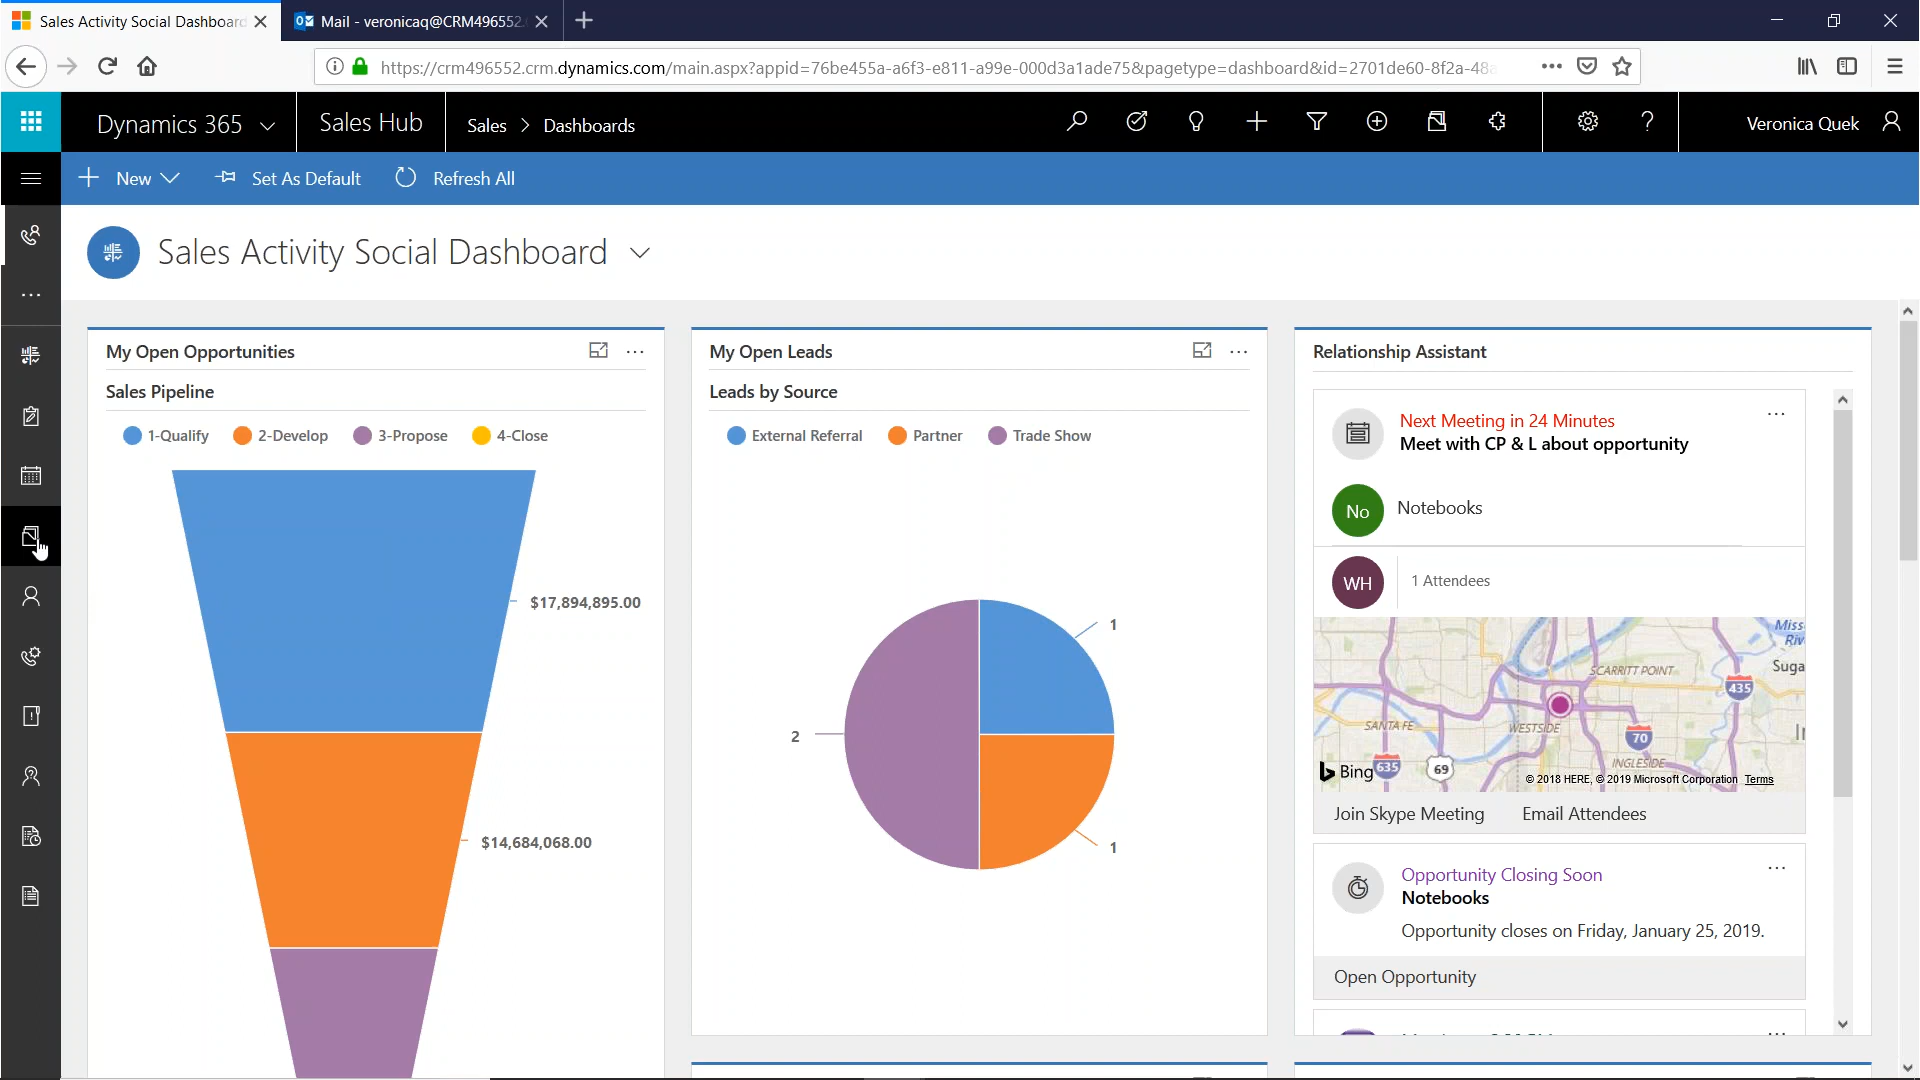 Sales Activity Social Dashboard
Mail - veronicaq@CRM496552.
https://crm496552.crm.dynamics.com/main.aspx?appid=76be455a-a6f3-e811-a99e-000d3a1ade75&pagetype=dashboard&id=2701de60-8f2a-48a
Dynamics 365
Sales Hub
Sales > Dashboards
Veronica Quek
New
Set As Default
Refresh All
Sales Activity Social Dashboard
My Open Opportunities
Sales Pipeline
1-Qualify 2-Develop 3-Propose 4-Close
$17,894,895.00
$14,684,068.00
My Open Leads
Leads by Source
External Referral Partner Trade Show
1
2
1
Relationship Assistant
Next Meeting in 24 Minutes
Meet with CP & L about opportunity
No Notebooks
WH 1 Attendees
Miss
Riv
SCARRITT POINT
Suga
435
SANTA FE
WESTSIDE
70
INGLESIDE
Bing
635
69
© 2018 HERE, © 2019 Microsoft Corporation Terms
Join Skype Meeting Email Attendees
Opportunity Closing Soon
Notebooks
Opportunity closes on Friday, January 25, 2019.
Open Opportunity